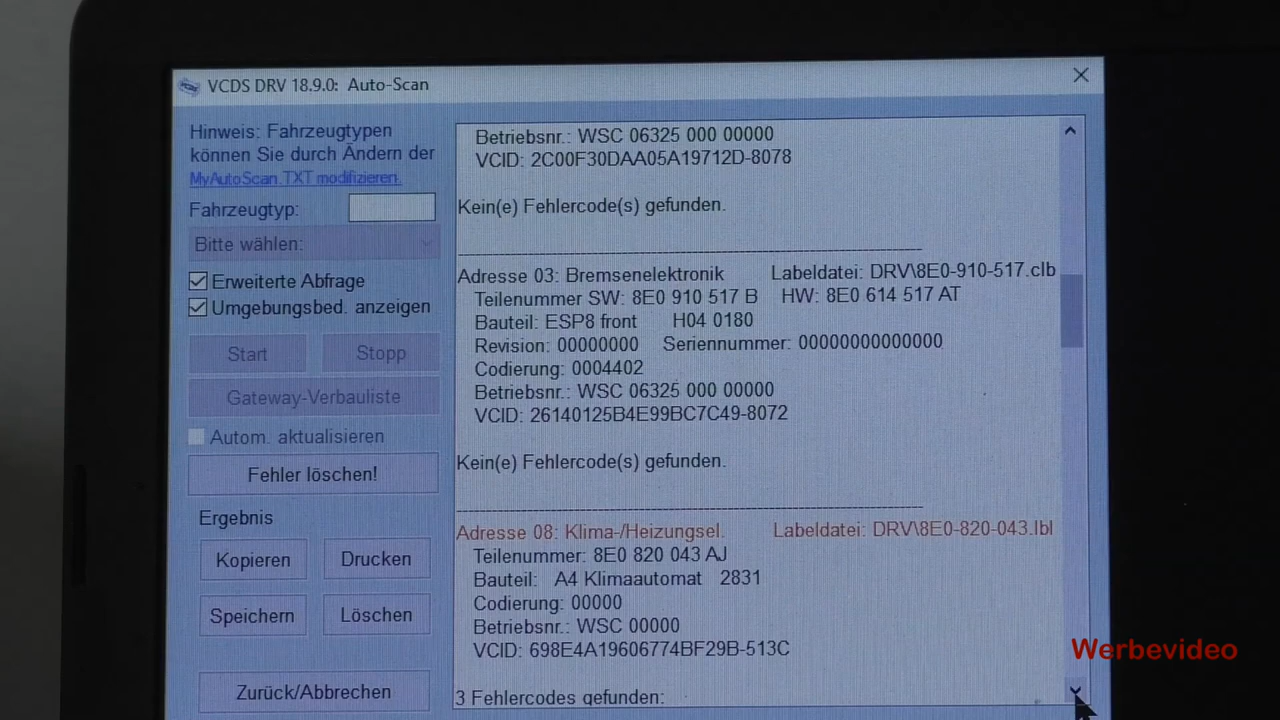 VCDS DRV 18.9.0: Auto-Scan
Hinweis: Fahrzeugtypen
können Sie durch Ändern der
MyAutoScan.TXT modifizieren.
Fahrzeugtyp:
Bitte wählen:
Erweiterte Abfrage
Umgebungsbed. anzeigen
Start Stopp
Gateway-Verbauliste
Autom. aktualisieren
Fehler löschen!
Ergebnis
Kopieren Drucken
Speichern Löschen
Zurück/Abbrechen
Betriebsnr.: WSC 06325 000 00000
VCID: 2C00F30DAA05A19712D-8078
Kein(e) Fehlercode(s) gefunden.
Adresse 03: Bremsenelektronik Labeldatei: DRV\8E0-910-517.clb
Teilenummer SW: 8E0 910 517 B HW: 8E0 614 517 AT
Bauteil: ESP8 front H04 0180
Revision: 00000000 Seriennummer: 00000000000000
Codierung: 0004402
Betriebsnr.: WSC 06325 000 00000
VCID: 26140125B4E99BC7C49-8072
Kein(e) Fehlercode(s) gefunden.
Adresse 08: Klima-/Heizungsel. Labeldatei: DRV\8E0-820-043.lbl
Teilenummer: 8E0 820 043 AJ
Bauteil: A4 Klimaautomat 2831
Codierung: 00000
Betriebsnr.: WSC 00000
VCID: 698E4A19606774BF29B-513C
3 Fehlercodes gefunden:
Werbevideo